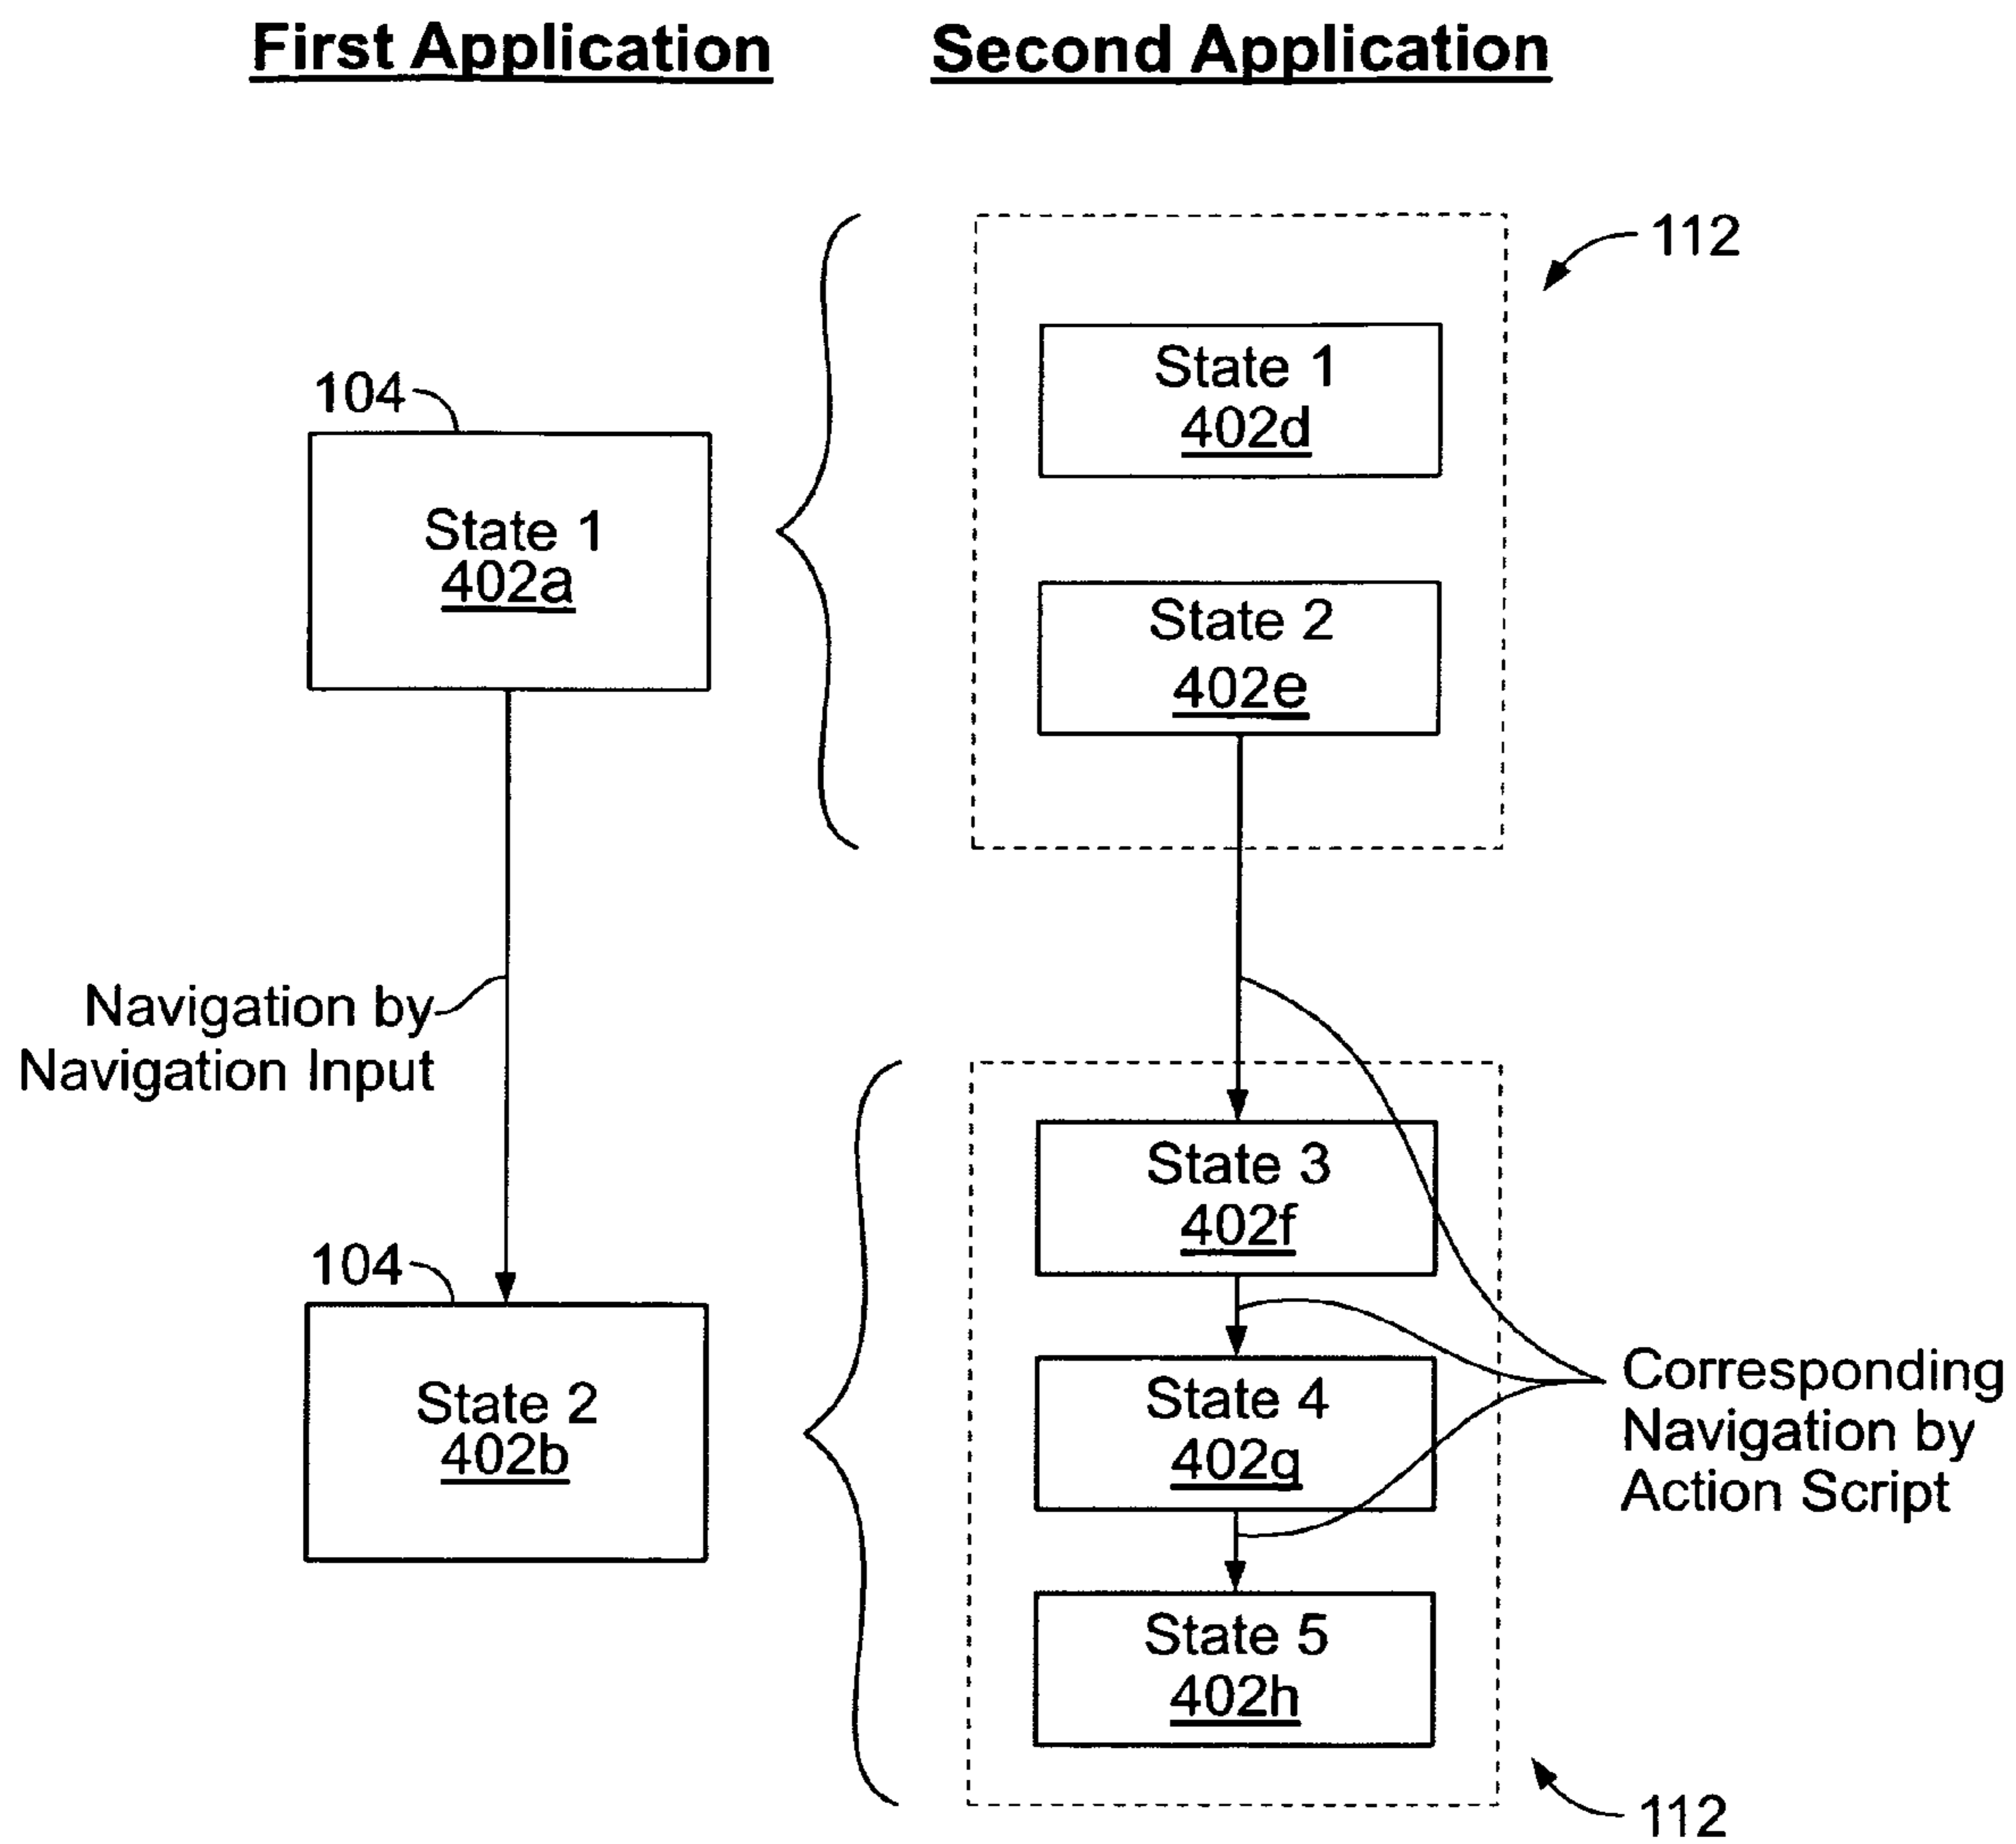 First Application
Second Application
112
State 1
402d
104
State 1
402a
State 2
402e
Navigation by
Navigation Input
State 3
402f
104
State 2
402b
State 4
402g
Corresponding
Navigation by
Action Script
State 5
402h
112